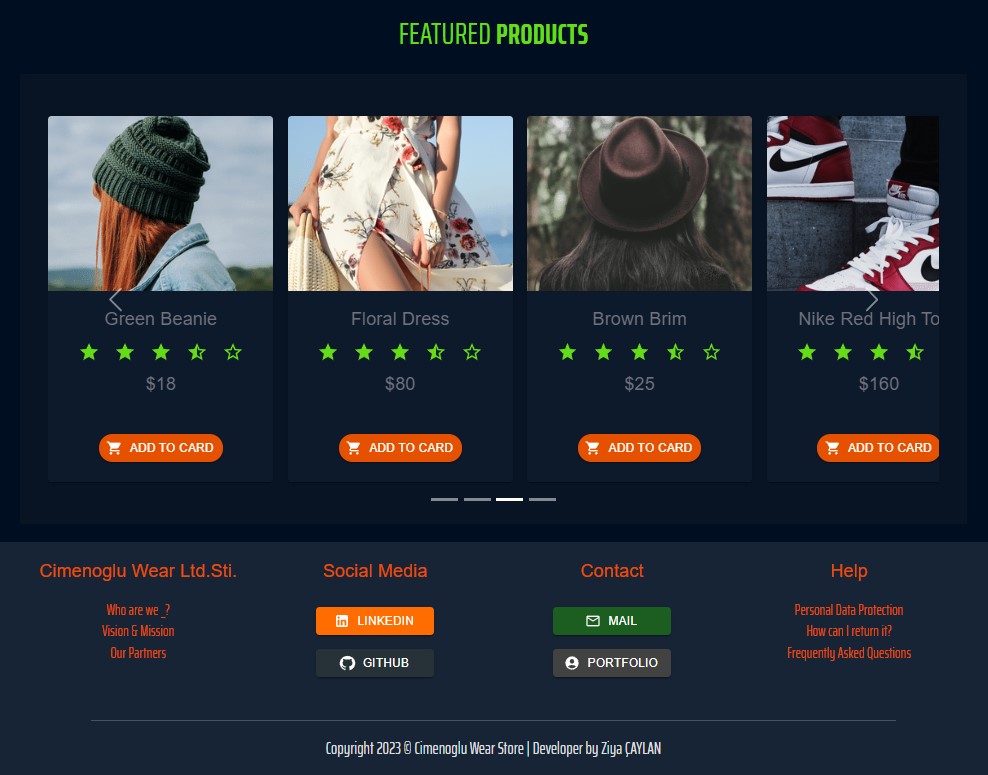 FEATURED PRODUCTS
Green Beanie
$18
ADD TO CARD
Floral Dress
$80
ADD TO CARD
Brown Brim
$25
ADD TO CARD
Nike Red High To
$160
ADD TO CARD
Cimenoglu Wear Ltd.Sti.
Who are we _?
Vision & Mission
Our Partners
Social Media
LINKEDIN
GITHUB
Contact
MAIL
PORTFOLIO
Help
Personal Data Protection
How can I return it?
Frequently Asked Questions
Copyright 2023 © Cimenoglu Wear Store | Developer by Ziya ÇAYLAN